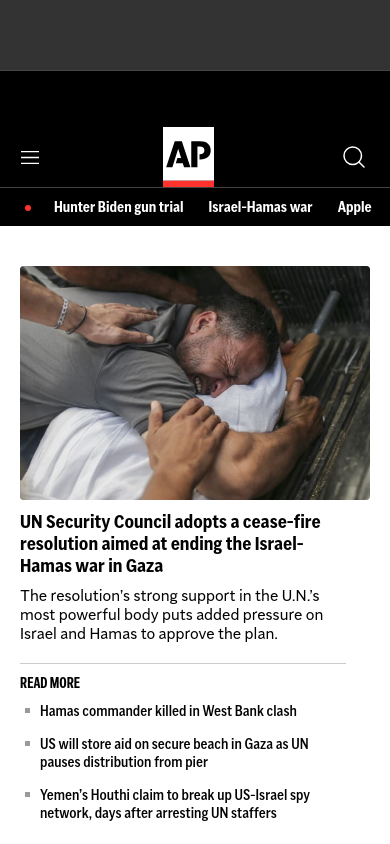 AP
Hunter Biden gun trial
Israel-Hamas war
Apple
UN Security Council adopts a cease-fire
resolution aimed at ending the Israel-
Hamas war in Gaza
The resolution’s strong support in the U.N.’s
most powerful body puts added pressure on
Israel and Hamas to approve the plan.
READ MORE
Hamas commander killed in West Bank clash
US will store aid on secure beach in Gaza as UN
pauses distribution from pier
Yemen’s Houthi claim to break up US-Israel spy
network, days after arresting UN staffers